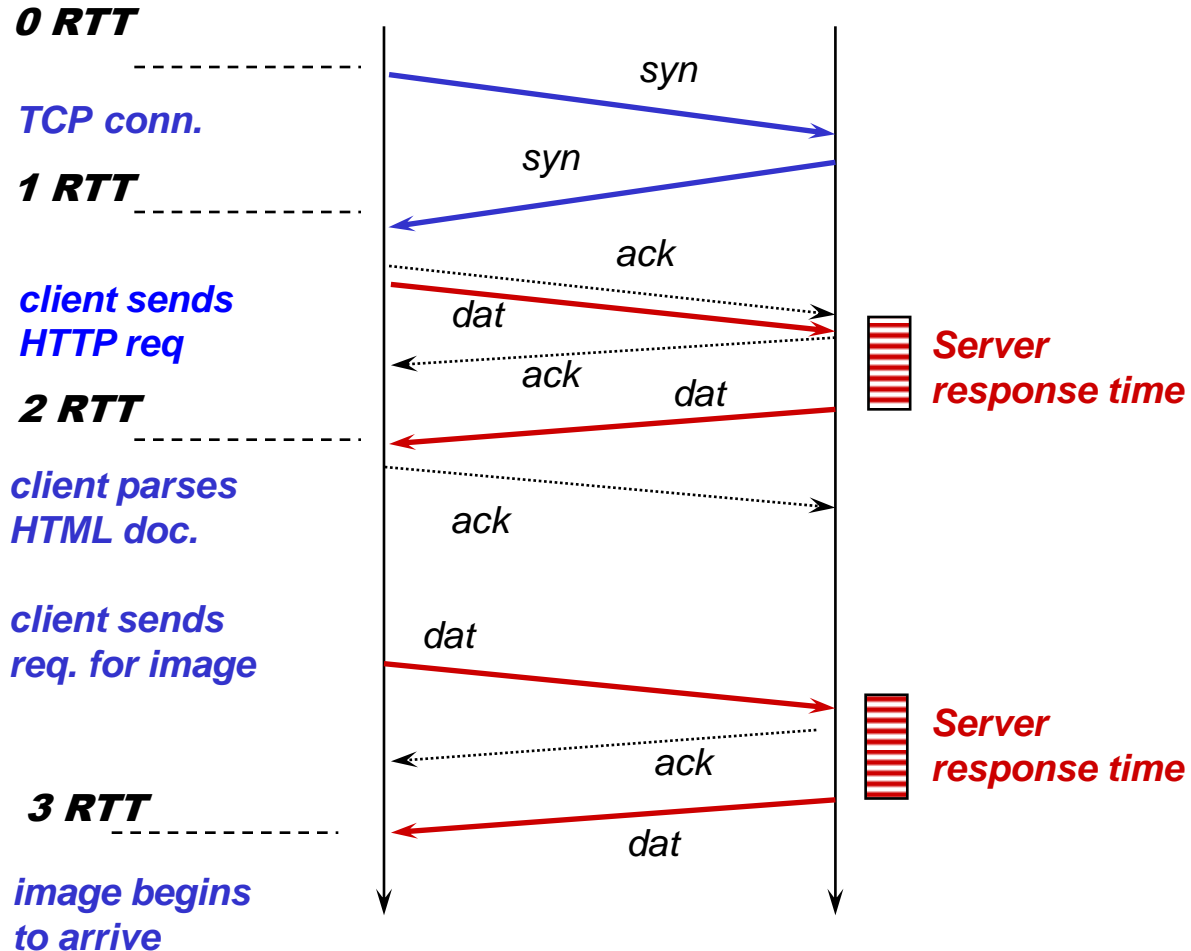 0 RTT
syn
TCP conn.
syn
1 RTT
ack
client sends
HTTP req
dat
Server
response time
ack
dat
2 RTT
client parses
HTML doc.
ack
client sends
req. for image
dat
Server
response time
ack
3 RTT
dat
image begins
to arrive